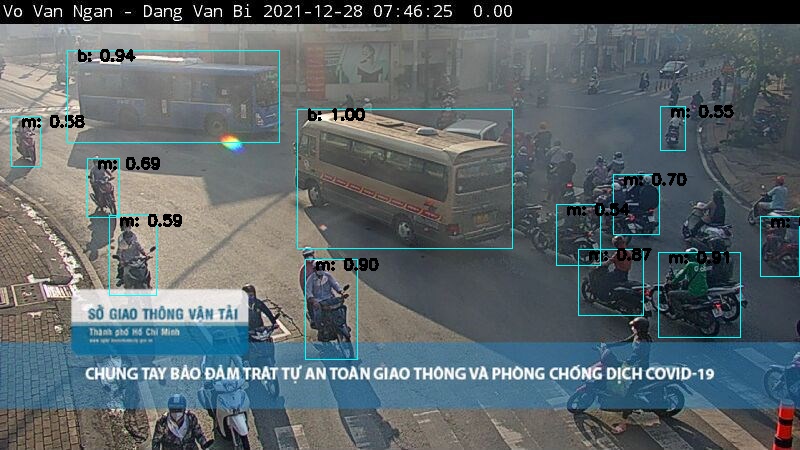 Vo Van Ngan - Dang Van Bi 2021-12-28 07:46:25 0.00
b: 0.94
b: 1.00
m: 0.55
m: 0.58
m: 0.69
m: 0.70
m: 0.59
m: 0.54
m:
m: 0.87
m: 0.91
m: 0.90
SỞ GIAO THÔNG VẬN TẢI
Thành phố Hồ Chí Minh
CHUNG TAY BẢO ĐẢM TRẬT TỰ AN TOÀN GIAO THÔNG VÀ PHÒNG CHỐNG DỊCH COVID-19